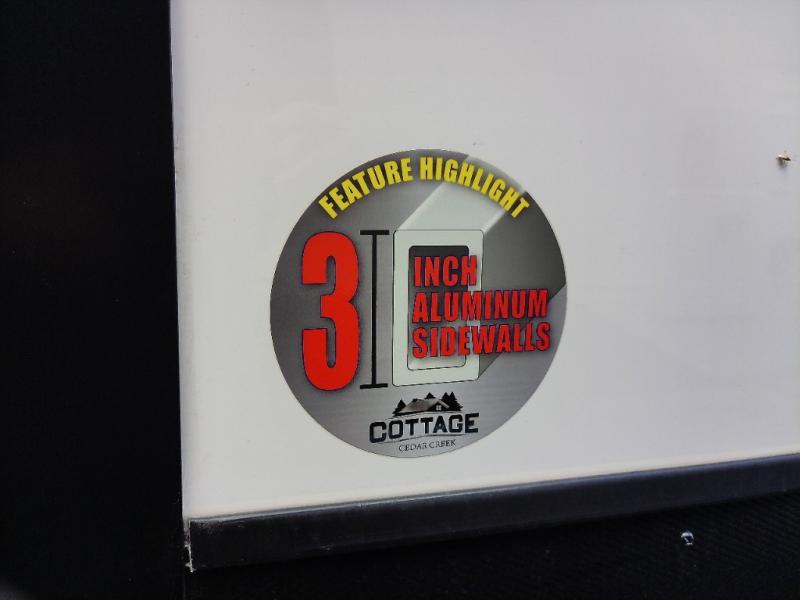 FEATURE HIGHLIGHT
3 INCH
ALUMINUM
SIDEWALLS
COTTAGE
CEDAR CREEK